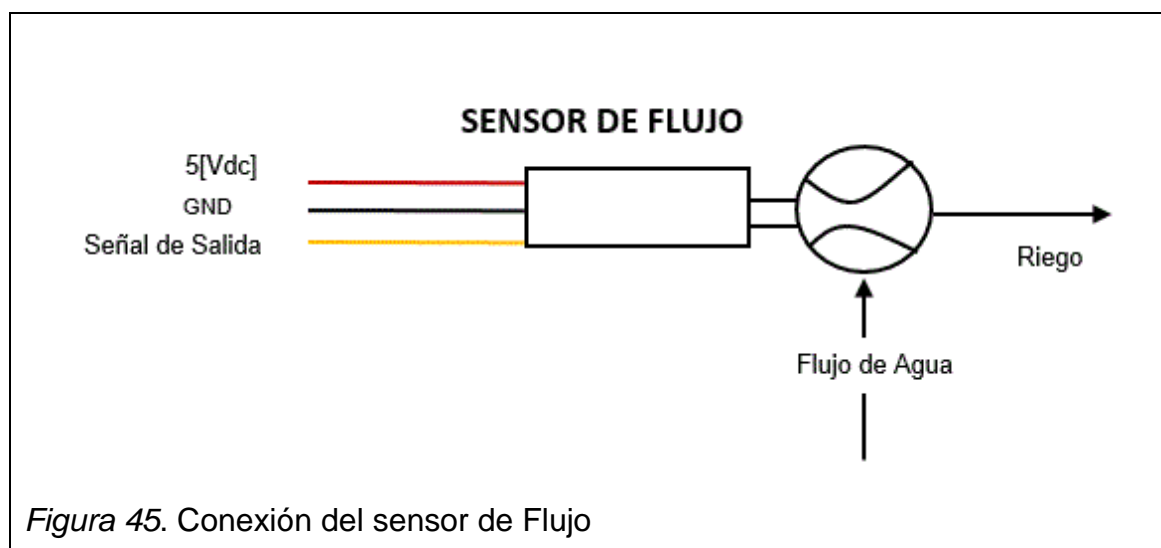 SENSOR DE FLUJO
5[Vdc]
GND
Señal de Salida
Riego
Flujo de Agua
Figura 45. Conexión del sensor de Flujo